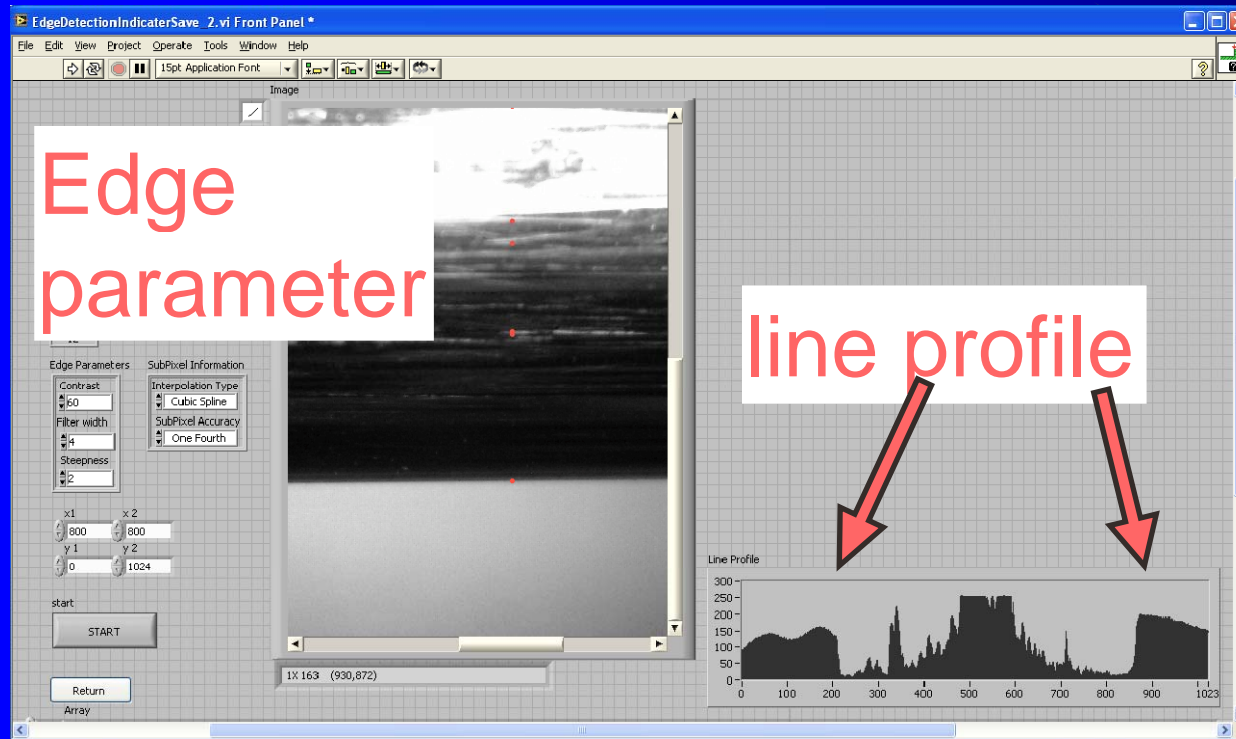 EdgeDetectionIndicaterSave_2.vi Front Panel *
File Edit View Project Operate Tools Window Help
15pt Application Font
Image
Edge
parameter
line profile
Edge Parameters SubPixel Information
Contrast Interpolation Type
60 Cubic Spline
Filter width SubPixel Accuracy
4 One Fourth
Steepness
2
x1 x 2
800 800
y 1 y 2
0 1024
start
START
Return
Array
1X 163 (930,872)
Line Profile
300
250
200
150
100
50
0
0 100 200 300 400 500 600 700 800 900 1023